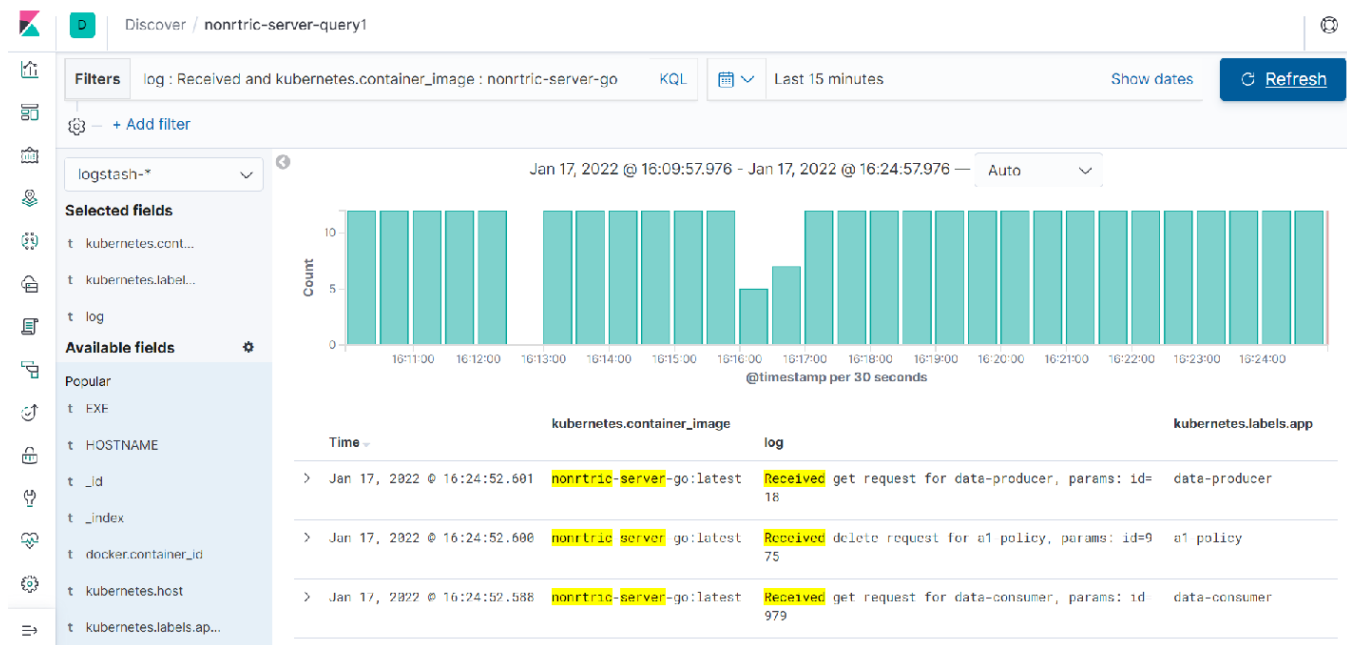 D Discover / nonrtric-server-query1
Filters log : Received and kubernetes.container_image : nonrtric-server-go KQL Last 15 minutes Show dates Refresh
+ Add filter
logstash-*
Jan 17, 2022 @ 16:09:57.976 - Jan 17, 2022 @ 16:24:57.976 — Auto
Selected fields
t kubernetes.cont...
t kubernetes.label...
t log
Available fields
Popular
t EXE
t HOSTNAME
t _id
t _index
t docker.container_id
t kubernetes.host
t kubernetes.labels.ap...
Count
10
5
0
16:11:00 16:12:00 16:13:00 16:14:00 16:15:00 16:16:00 16:17:00 16:18:00 16:19:00 16:20:00 16:21:00 16:22:00 16:23:00 16:24:00
@timestamp per 30 seconds
Time kubernetes.container_image log kubernetes.labels.app
Jan 17, 2022 @ 16:24:52.601 nonrtric-server-go:latest Received get request for data-producer, params: id= data-producer
18
Jan 17, 2022 @ 16:24:52.600 nonrtric server go:latest Received delete request for a1 policy, params: id=9 a1 policy
75
Jan 17, 2022 @ 16:24:52.588 nonrtric-server-go:latest Received get request for data-consumer, params: id data-consumer
979